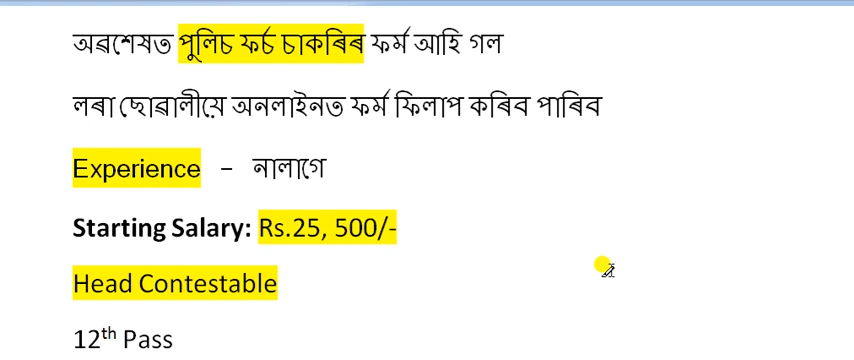 অৱশেষত পুলিচ ফৰ্চ চাকৰিৰ ফৰ্ম আহি গল
লৰা ছোৱালীয়ে অনলাইনত ফৰ্ম ফিলাপ কৰিব পাৰিব
Experience – নালাগে
Starting Salary: Rs.25, 500/-
Head Contestable
12th Pass